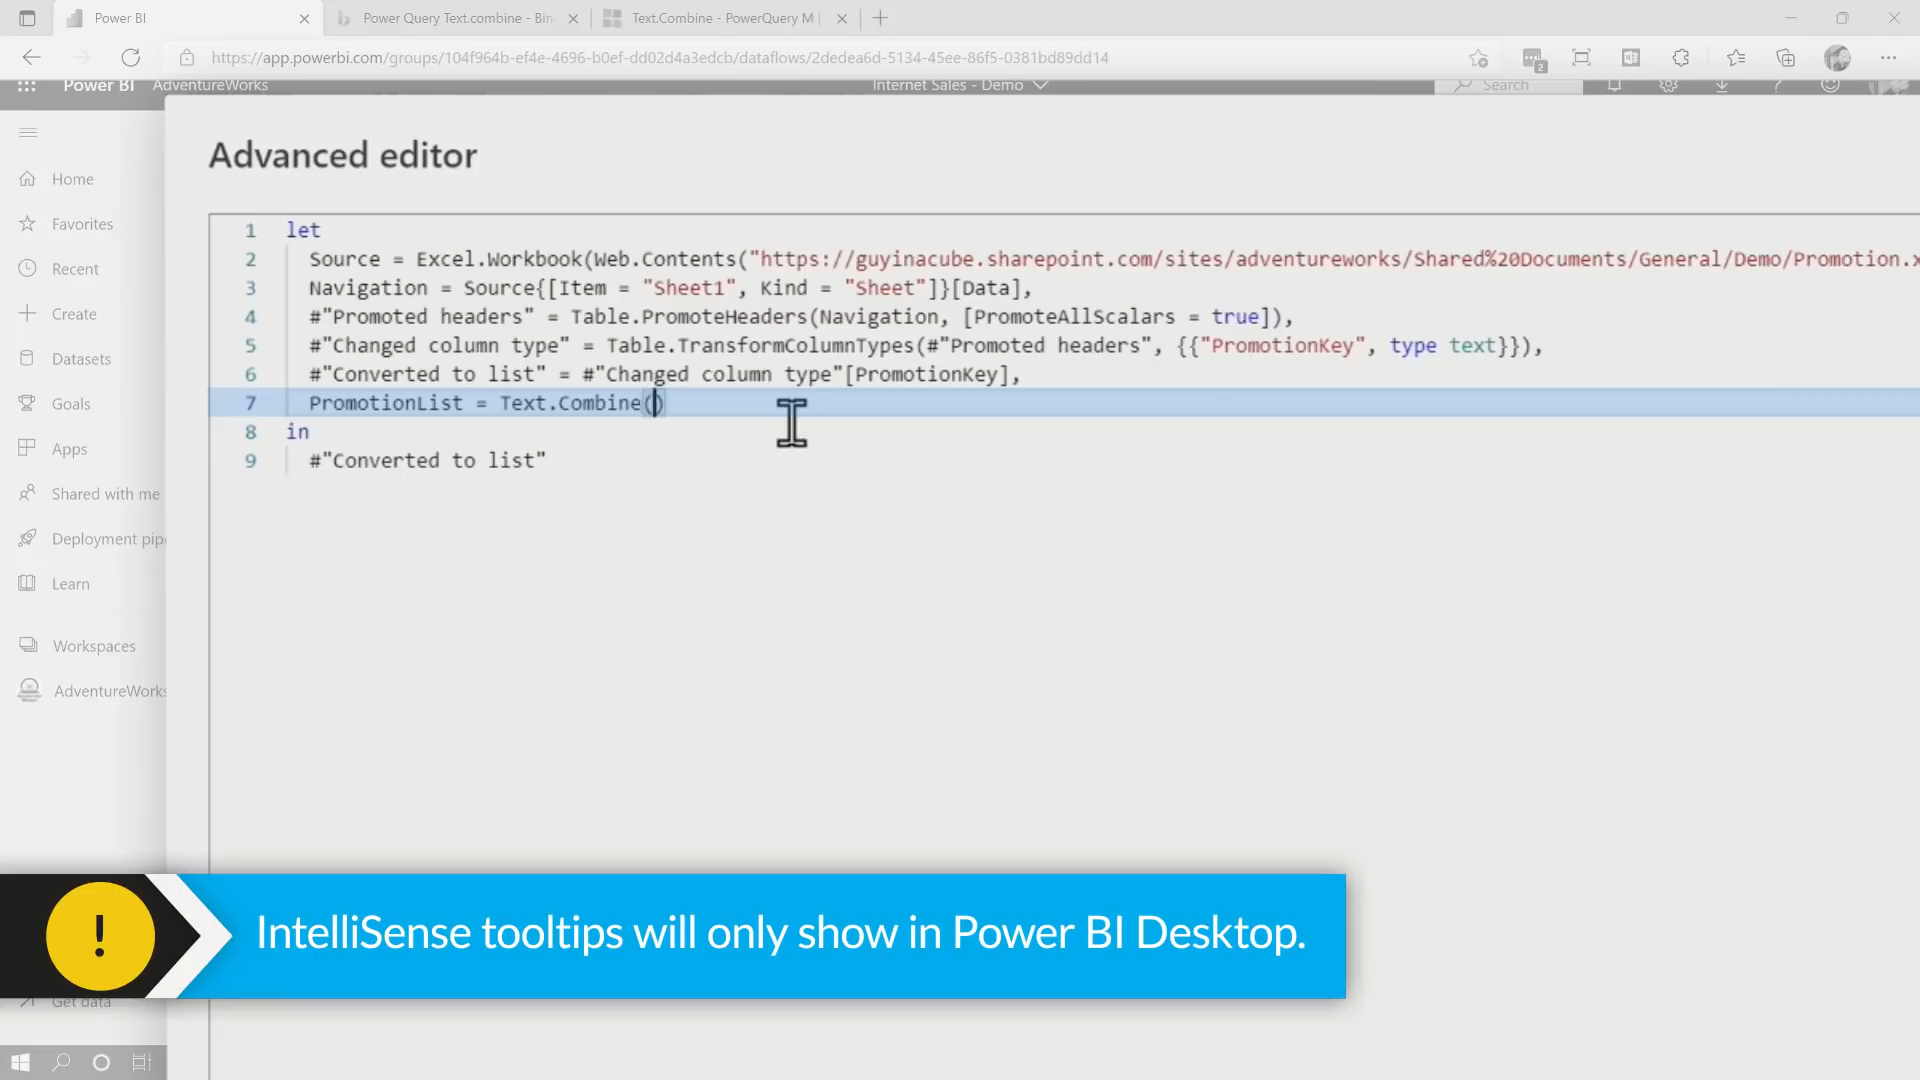 Power BI
Power Query Text.combine - Bin
Text.Combine - PowerQuery M
https://app.powerbi.com/groups/104f964b-ef4e-4696-b0ef-dd02d4a3edcb/dataflows/2dedea6d-5134-45ee-86f5-0381bd89dd14
2
Power BI AdventureWorks
Internet Sales - Demo
Search
Home
Favorites
Recent
Create
Datasets
Goals
Apps
Shared with me
Deployment pip
Learn
Workspaces
AdventureWorks
Get data
Advanced editor
1 let
2 Source = Excel.Workbook(Web.Contents("https://guyinacube.sharepoint.com/sites/adventureworks/Shared%20Documents/General/Demo/Promotion.x
3 Navigation = Source{[Item = "Sheet1", Kind = "Sheet"]}[Data],
4 #"Promoted headers" = Table.PromoteHeaders(Navigation, [PromoteAllScalars = true]),
5 #"Changed column type" = Table.TransformColumnTypes(#"Promoted headers", {{"PromotionKey", type text}}),
6 #"Converted to list" = #"Changed column type"[PromotionKey],
7 PromotionList = Text.Combine()
8 in
9 #"Converted to list"
! IntelliSense tooltips will only show in Power BI Desktop.